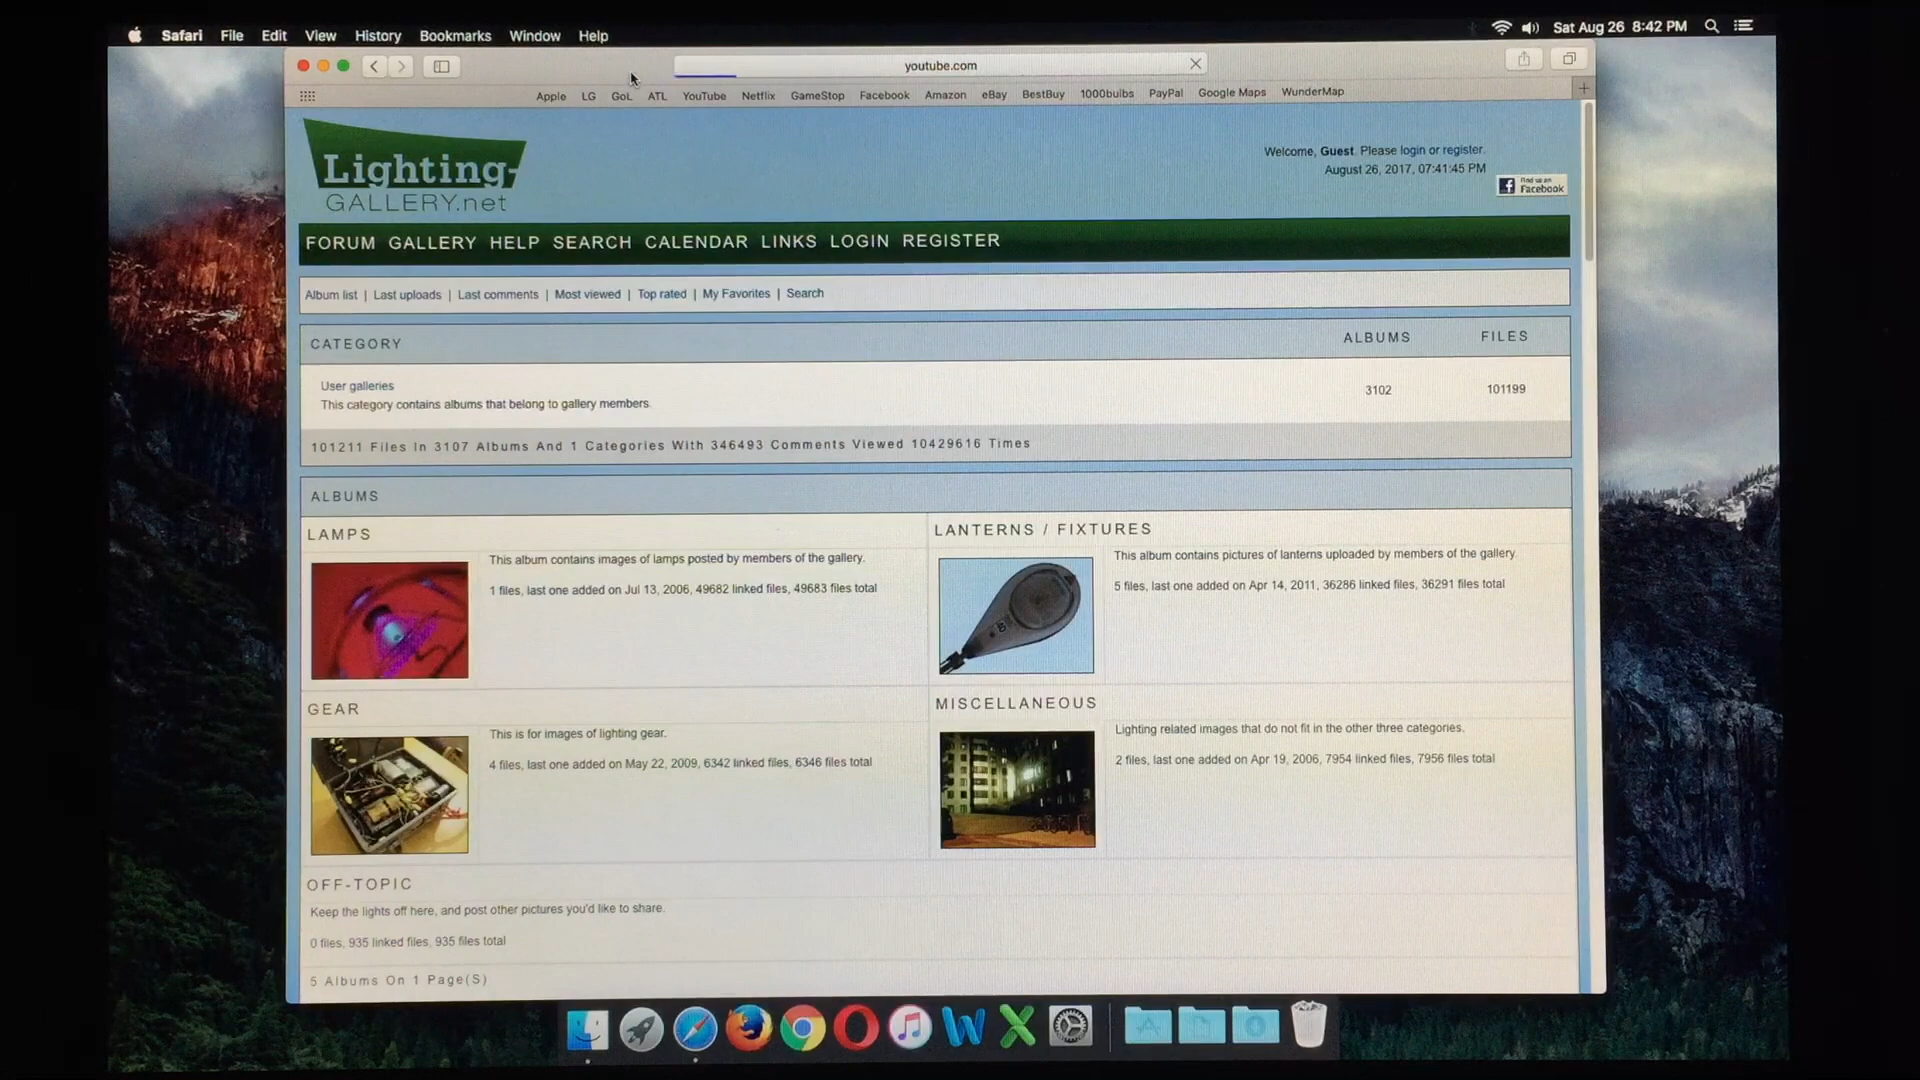 Safari File Edit View History Bookmarks Window Help
Sat Aug 26 8:42 PM
youtube.com
Apple LG GoL ATL YouTube Netflix GameStop Facebook Amazon eBay BestBuy 1000bulbs PayPal Google Maps WunderMap
Lighting-
GALLERY.net
Welcome, Guest. Please login or register.
August 26, 2017, 07:41:45 PM
Find us on
Facebook
FORUM GALLERY HELP SEARCH CALENDAR LINKS LOGIN REGISTER
Album list | Last uploads | Last comments | Most viewed | Top rated | My Favorites | Search
CATEGORY ALBUMS FILES
User galleries
This category contains albums that belong to gallery members.
3102 101199
101211 Files In 3107 Albums And 1 Categories With 346493 Comments Viewed 10429616 Times
ALBUMS
LAMPS
This album contains images of lamps posted by members of the gallery.
1 files, last one added on Jul 13, 2006, 49682 linked files, 49683 files total
LANTERNS / FIXTURES
This album contains pictures of lanterns uploaded by members of the gallery.
5 files, last one added on Apr 14, 2011, 36286 linked files, 36291 files total
GEAR
This is for images of lighting gear.
4 files, last one added on May 22, 2009, 6342 linked files, 6346 files total
MISCELLANEOUS
Lighting related images that do not fit in the other three categories.
2 files, last one added on Apr 19, 2006, 7954 linked files, 7956 files total
OFF-TOPIC
Keep the lights off here, and post other pictures you'd like to share.
0 files, 935 linked files, 935 files total
5 Albums On 1 Page(S)